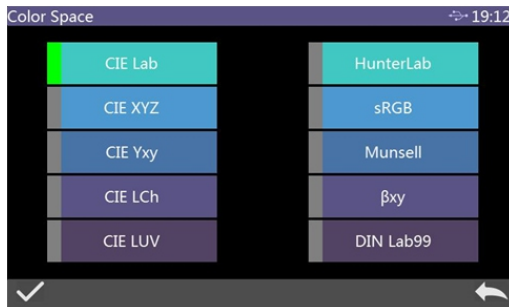 Color Space 19:12
CIE Lab
HunterLab
CIE XYZ
sRGB
CIE Yxy
Munsell
CIE LCh
βxy
CIE LUV
DIN Lab99